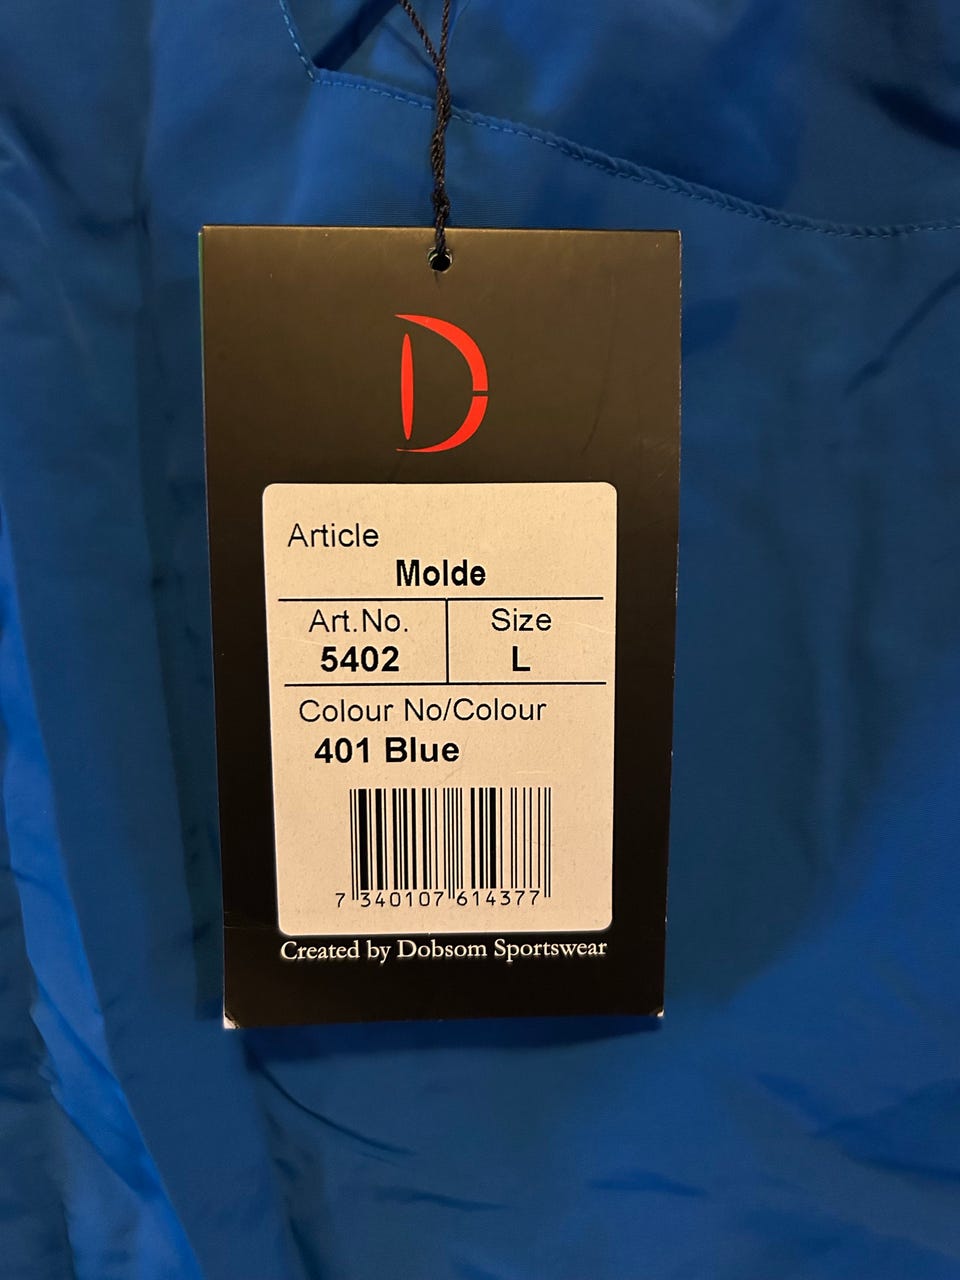 D
Article
Molde
Art.No. Size
5402 L
Colour No/Colour
401 Blue
7 340107 614377
Created by Dobsom Sportswear